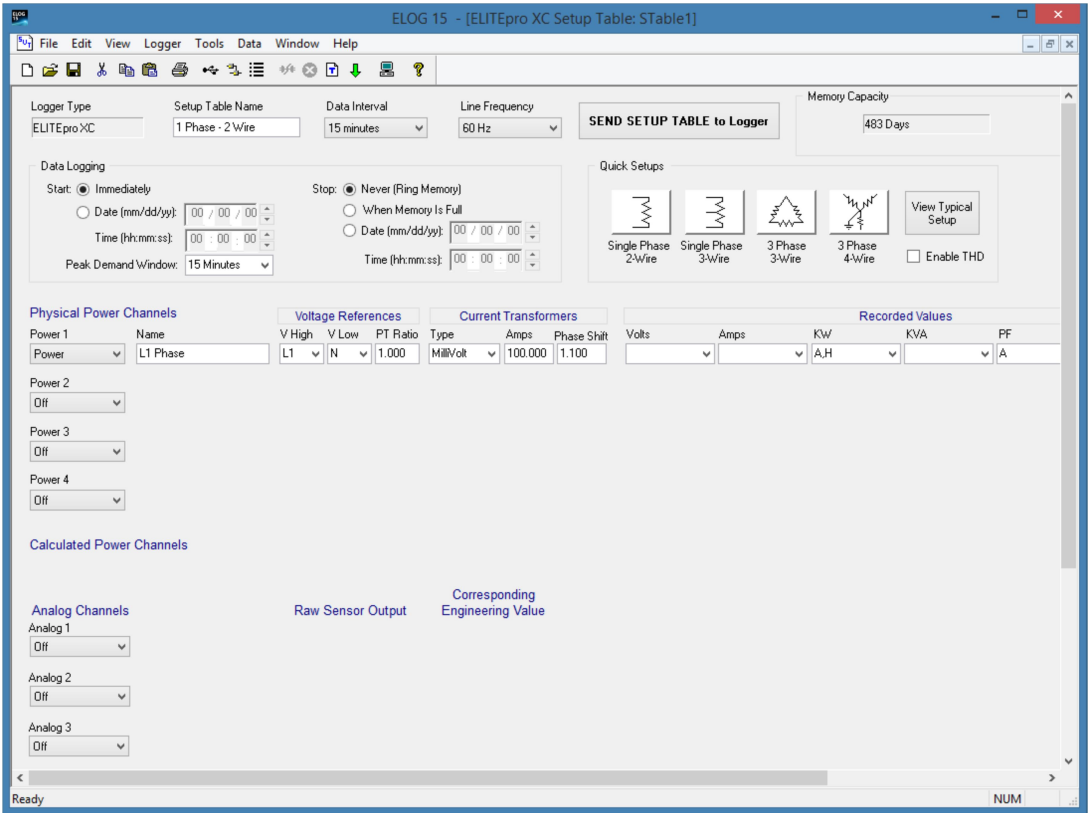 ELOG 15 - [ELITEpro XC Setup Table: STable1]
File Edit View Logger Tools Data Window Help
Logger Type Setup Table Name Data Interval Line Frequency Memory Capacity
ELITEpro XC 1 Phase - 2 Wire 15 minutes 60 Hz SEND SETUP TABLE to Logger 483 Days
Data Logging Quick Setups
Start: Immediately Stop: Never (Ring Memory)
Date (mm/dd/yy): 00 / 00 / 00 When Memory Is Full
Time (hh:mm:ss): 00 : 00 : 00 Date (mm/dd/yy): 00 / 00 / 00
Peak Demand Window: 15 Minutes Time (hh:mm:ss): 00 : 00 : 00
Single Phase 2-Wire Single Phase 3-Wire 3 Phase 3-Wire 3 Phase 4-Wire
View Typical Setup
Enable THD
Physical Power Channels Voltage References Current Transformers Recorded Values
Power 1 Name V High V Low PT Ratio Type Amps Phase Shift Volts Amps KW KVA PF
Power L1 Phase L1 N 1.000 MilliVolt 100.000 1.100 A,H A
Power 2
Off
Power 3
Off
Power 4
Off
Calculated Power Channels
Analog Channels Raw Sensor Output Corresponding Engineering Value
Analog 1
Off
Analog 2
Off
Analog 3
Off
Ready NUM